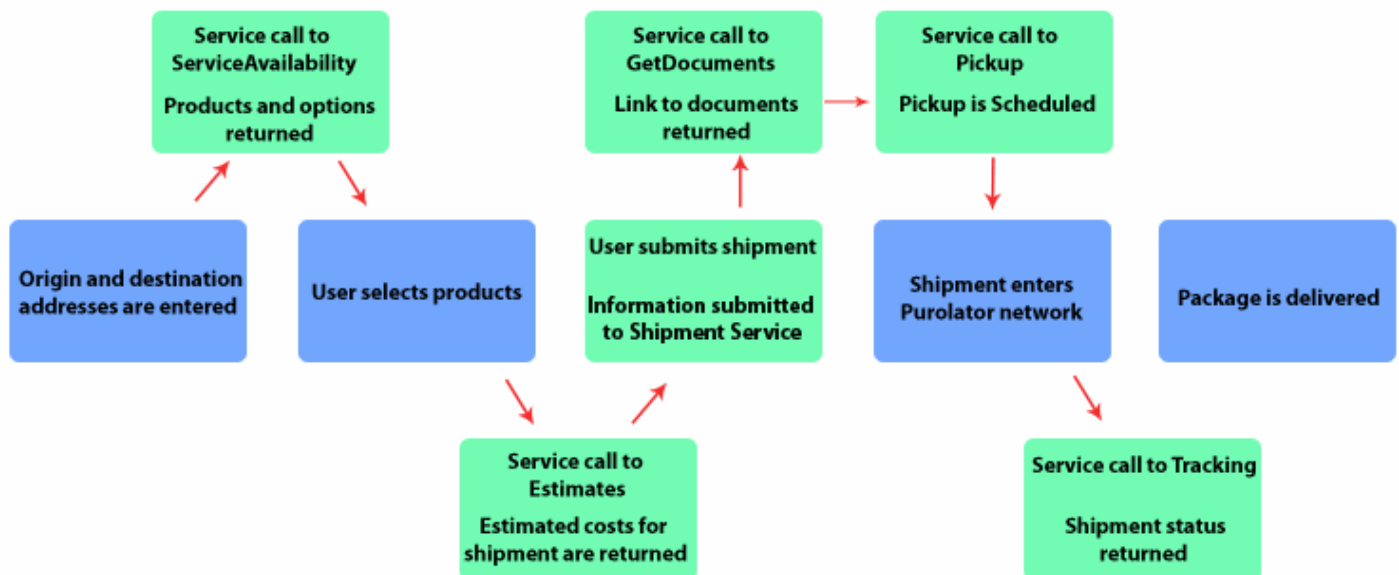 Service call to
ServiceAvailability
Products and options
returned
Service call to
GetDocuments
Link to documents
returned
Service call to
Pickup
Pickup is Scheduled
Origin and destination
addresses are entered
User selects products
User submits shipment
Information submitted
to Shipment Service
Shipment enters
Purolator network
Package is delivered
Service call to
Estimates
Estimated costs for
shipment are returned
Service call to Tracking
Shipment status
returned